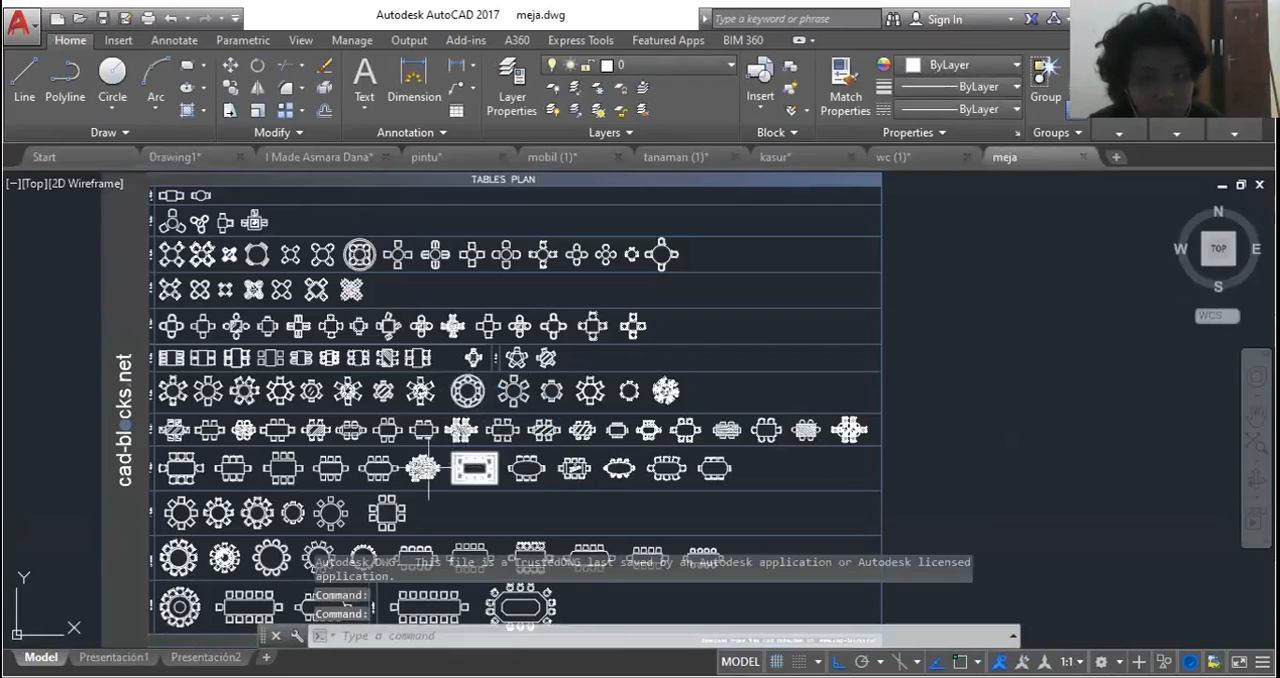 Autodesk AutoCAD 2017 meja.dwg
Type a keyword or phrase
Sign In
Home Insert Annotate Parametric View Manage Output Add-ins A360 Express Tools Featured Apps BIM 360
Line Polyline Circle Arc
Text Dimension
Layer Properties
0
Insert
Match Properties
ByLayer
ByLayer
ByLayer
Group
Draw Modify Annotation Layers Block Properties Groups
Start Drawing1* I Made Asmara Dana* pintu* mobil (1)* tanaman (1)* kasur* wc (1)* meja
[−][Top][2D Wireframe]
TABLES PLAN
N
W TOP E
S
WCS
cad-blocks.net
Autodesk DWG. This file is a TrustedDWG last saved by an Autodesk application or Autodesk licensed
application.
Command:
Command:
Type a command
Y
X
Model Presentación1 Presentación2
MODEL 1:1